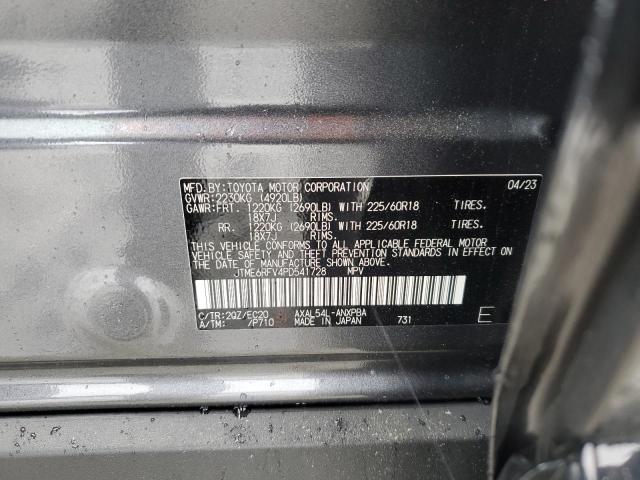 MFD. BY: TOYOTA MOTOR CORPORATION 04/23
GVWR: 2230KG (4920LB)
GAWR: FRT. 1220KG (2690LB) WITH 225/60R18 TIRES.
18X7J RIMS.
RR. 1220KG (2690LB) WITH 225/60R18 TIRES.
18X7J RIMS.
THIS VEHICLE CONFORMS TO ALL APPLICABLE FEDERAL MOTOR
VEHICLE SAFETY AND THEFT PREVENTION STANDARDS IN EFFECT ON
THE DATE OF MANUFACTURE SHOWN ABOVE.
JTME6RFV4PD541728 MPV
C/TR: 2QZ/EC20 AXAL54L-ANXPBA
A/TM: /P710 MADE IN JAPAN 731 E